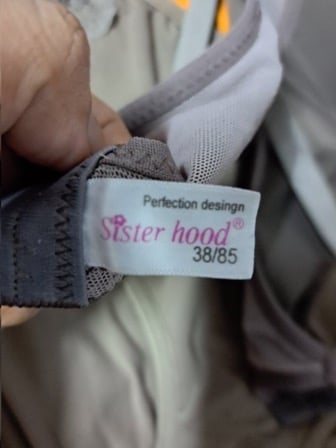 Perfection desingn
Sister hood®
38/85